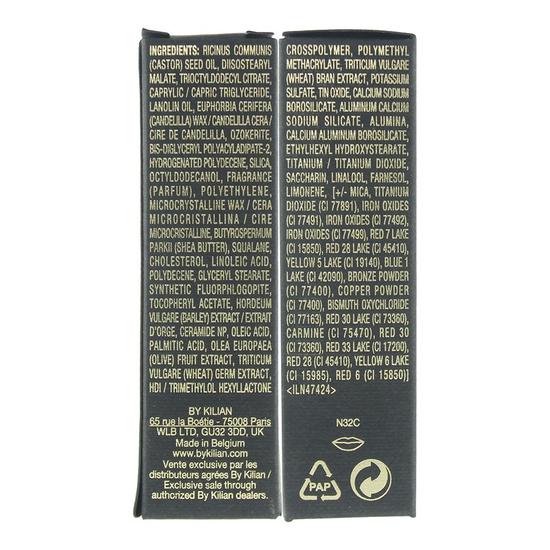 INGREDIENTS: RICINUS COMMUNIS
(CASTOR) SEED OIL, DIISOSTEARYL
MALATE, TRIOCTYLDODECYL CITRATE,
CAPRYLIC / CAPRIC TRIGLYCERIDE,
LANOLIN OIL, EUPHORBIA CERIFERA
(CANDELILLA) WAX / CANDELILLA CERA /
CIRE DE CANDELILLA, OZOKERITE,
BIS-DIGLYCERYL POLYACYLADIPATE-2,
HYDROGENATED POLYDECENE, SILICA,
OCTYLDODECANOL, FRAGRANCE
(PARFUM), POLYETHYLENE,
MICROCRYSTALLINE WAX / CERA
MICROCRISTALLINA / CIRE
MICROCRISTALLINE, BUTYROSPERMUM
PARKII (SHEA BUTTER), SQUALANE,
CHOLESTEROL, LINOLEIC ACID,
POLYDECENE, GLYCERYL STEARATE,
SYNTHETIC FLUORPHLOGOPITE,
TOCOPHERYL ACETATE, HORDEUM
VULGARE (BARLEY) EXTRACT / EXTRAIT
D'ORGE, CERAMIDE NP, OLEIC ACID,
PALMITIC ACID, OLEA EUROPAEA
(OLIVE) FRUIT EXTRACT, TRITICUM
VULGARE (WHEAT) GERM EXTRACT,
HDI / TRIMETHYLOL HEXYLLACTONE
BY KILIAN
65 rue la Boétie - 75008 Paris
WLB LTD, GU32 3DD, UK
Made in Belgium
www.bykilian.com
Vente exclusive par les
distributeurs agrées By Kilian /
Exclusive sale through
authorized By Kilian dealers.
CROSSPOLYMER, POLYMETHYL
METHACRYLATE, TRITICUM VULGARE
(WHEAT) BRAN EXTRACT, POTASSIUM
SULFATE, TIN OXIDE, CALCIUM SODIUM
BOROSILICATE, ALUMINUM CALCIUM
SODIUM SILICATE, ALUMINA,
CALCIUM ALUMINUM BOROSILICATE,
ETHYLHEXYL HYDROXYSTEARATE,
TITANIUM / TITANIUM DIOXIDE,
SACCHARIN, LINALOOL, FARNESOL,
LIMONENE, [+/- MICA, TITANIUM
DIOXIDE (CI 77891), IRON OXIDES
(CI 77491), IRON OXIDES (CI 77492),
IRON OXIDES (CI 77499), RED 7 LAKE
(CI 15850), RED 28 LAKE (CI 45410),
YELLOW 5 LAKE (CI 19140), BLUE 1
LAKE (CI 42090), BRONZE POWDER
(CI 77400), COPPER POWDER (CI
77400), BISMUTH OXYCHLORIDE (CI
77163), RED 30 LAKE (CI 73360),
CARMINE (CI 75470), RED 30 (CI
73360), RED 33 LAKE (CI 17200),
RED 28 (CI 45410), YELLOW 6 LAKE
(CI 15985), RED 6 (CI 15850)]
<ILN47424>
N32C
PAP